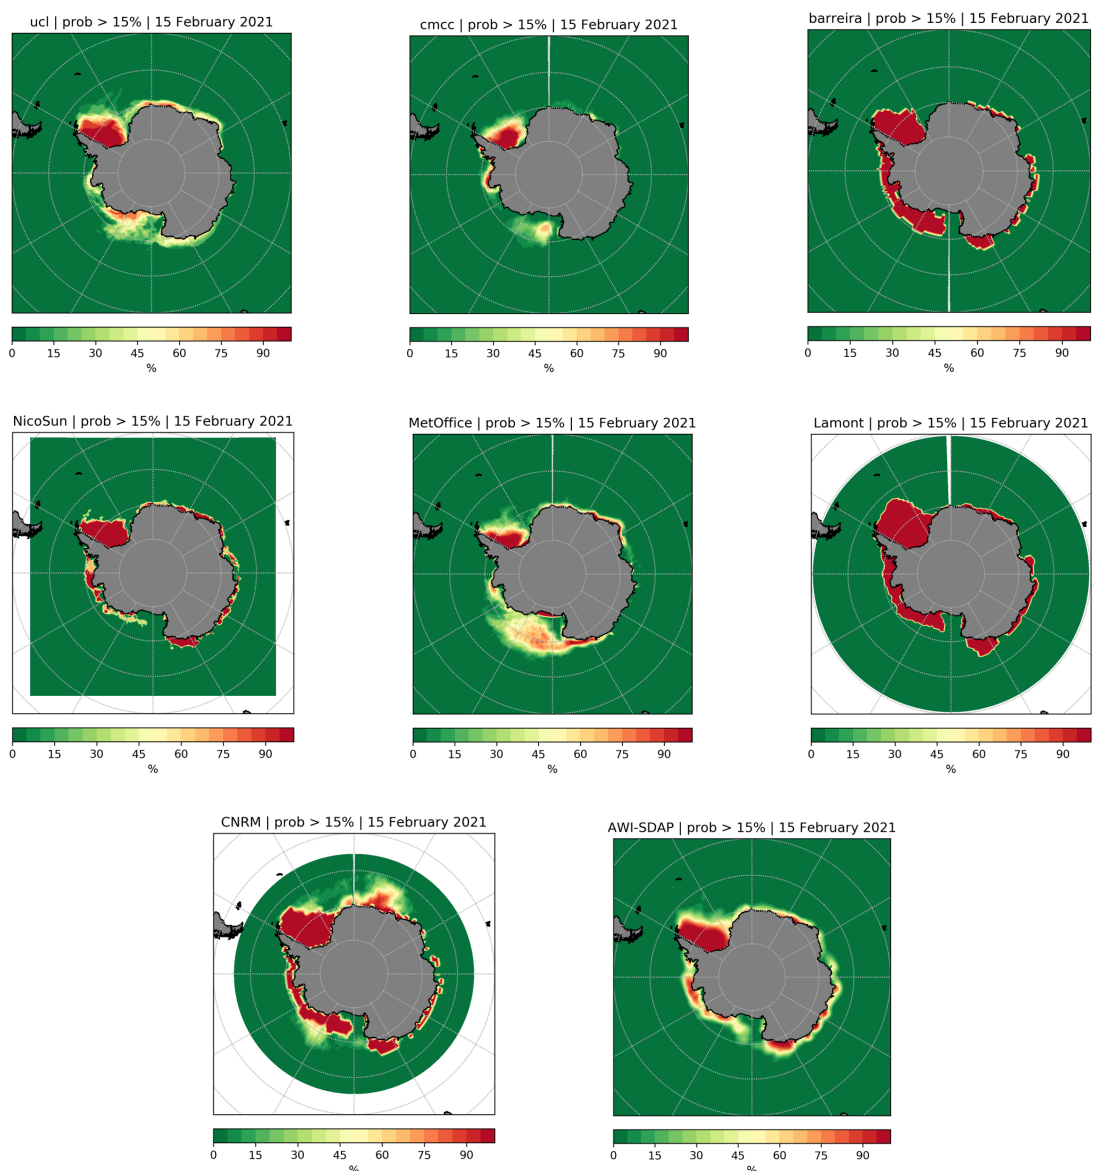 ucl | prob > 15% | 15 February 2021
cmcc | prob > 15% | 15 February 2021
barreira | prob > 15% | 15 February 2021
0 15 30 45 60 75 90
%
0 15 30 45 60 75 90
%
0 15 30 45 60 75 90
%
NicoSun | prob > 15% | 15 February 2021
MetOffice | prob > 15% | 15 February 2021
Lamont | prob > 15% | 15 February 2021
0 15 30 45 60 75 90
%
0 15 30 45 60 75 90
%
0 15 30 45 60 75 90
%
CNRM | prob > 15% | 15 February 2021
AWI-SDAP | prob > 15% | 15 February 2021
0 15 30 45 60 75 90
%
0 15 30 45 60 75 90
%